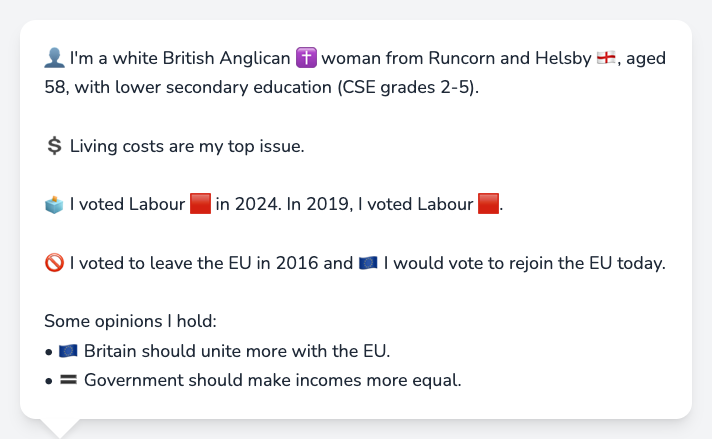 👤 I'm a white British Anglican ✝️ woman from Runcorn and Helsby 🏴󠁧󠁢󠁥󠁮󠁧󠁿, aged
58, with lower secondary education (CSE grades 2-5).
💲 Living costs are my top issue.
🗳️ I voted Labour 🟥 in 2024. In 2019, I voted Labour 🟥.
🚫 I voted to leave the EU in 2016 and 🇪🇺 I would vote to rejoin the EU today.
Some opinions I hold:
• 🇪🇺 Britain should unite more with the EU.
• 🟰 Government should make incomes more equal.